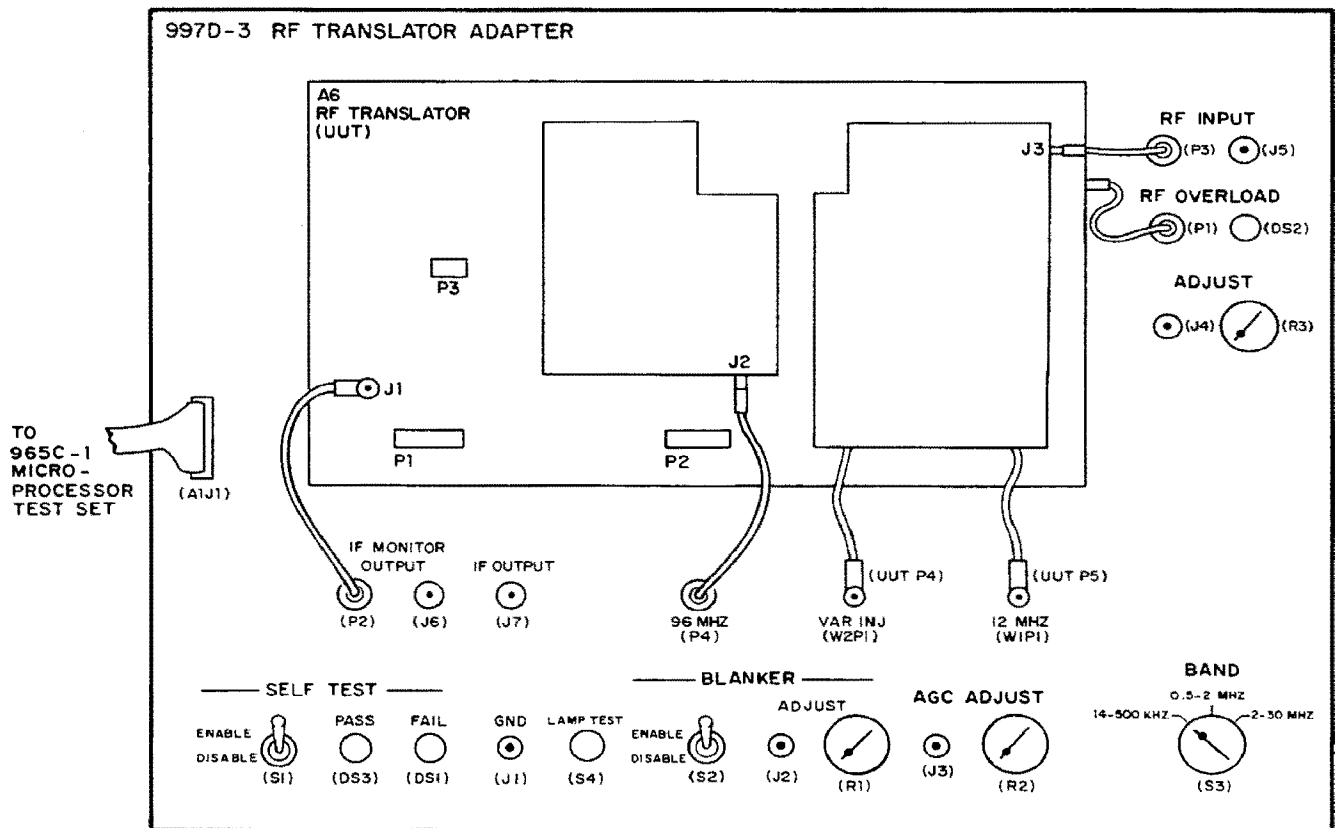 997D-3 RF TRANSLATOR ADAPTER
A6
RF TRANSLATOR
(UUT)
RF INPUT
J3
(P3)
(J5)
RF OVERLOAD
(P1)
(DS2)
P3
ADJUST
(J4)
(R3)
J2
J1
TO
965C-1
MICRO-
PROCESSOR
TEST SET
(A1J1)
P1
P2
IF MONITOR
OUTPUT
IF OUTPUT
(UUT P4)
(UUT P5)
(P2)
(J6)
(J7)
96 MHZ
(P4)
VAR INJ
(W2P1)
12 MHZ
(W1P1)
SELF TEST
BLANKER
BAND
ENABLE
DISABLE
(S1)
PASS
(DS3)
FAIL
(DS1)
GND
(J1)
LAMP TEST
(S4)
ENABLE
DISABLE
(S2)
ADJUST
(J2)
(R1)
AGC ADJUST
(J3)
(R2)
14-500 KHZ
0.5-2 MHZ
2-30 MHZ
(S3)